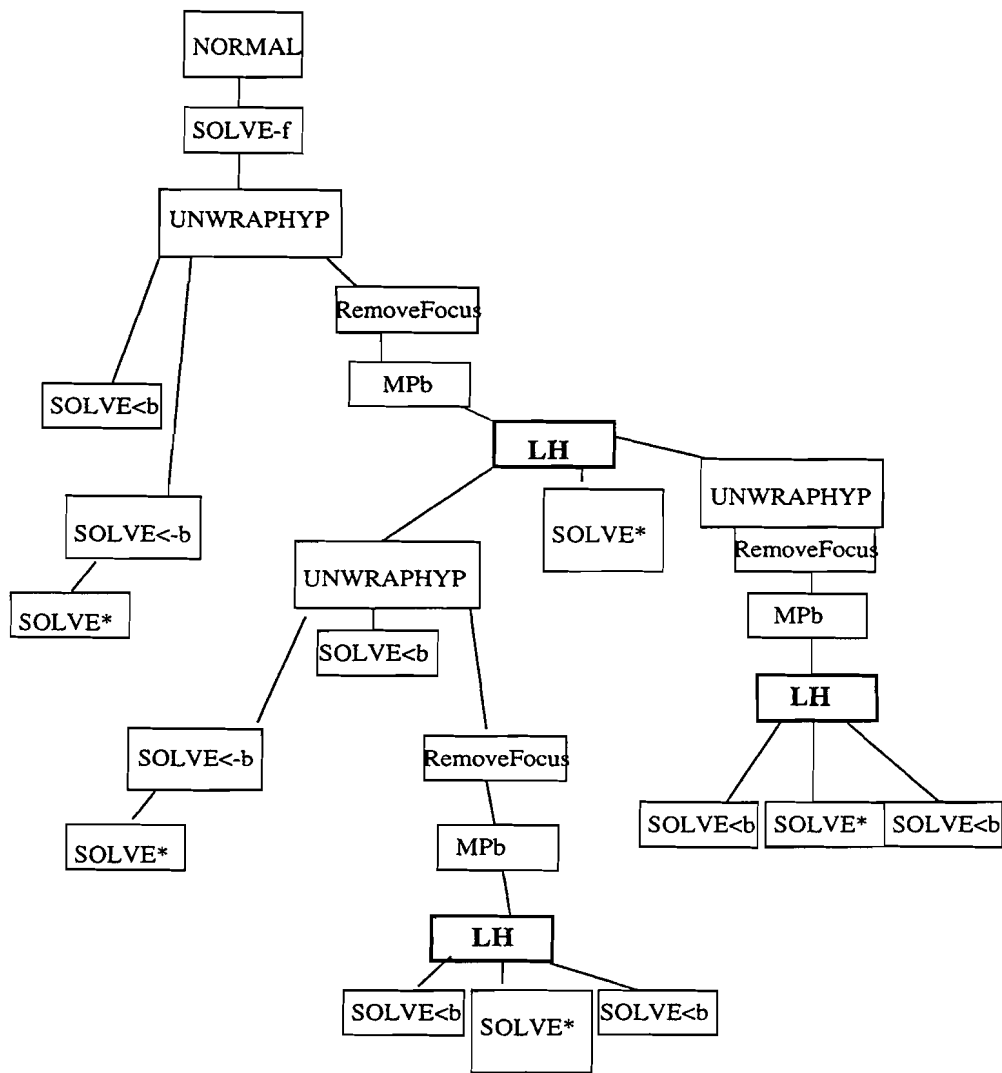 NORMAL
SOLVE-f
UNWRAPHYP
RemoveFocus
MPb
SOLVE<b
LH
UNWRAPHYP
SOLVE<-b
SOLVE*
RemoveFocus
UNWRAPHYP
SOLVE*
MPb
SOLVE<b
LH
SOLVE<-b
RemoveFocus
SOLVE<b
SOLVE*
SOLVE<b
SOLVE*
MPb
LH
SOLVE<b
SOLVE*
SOLVE<b